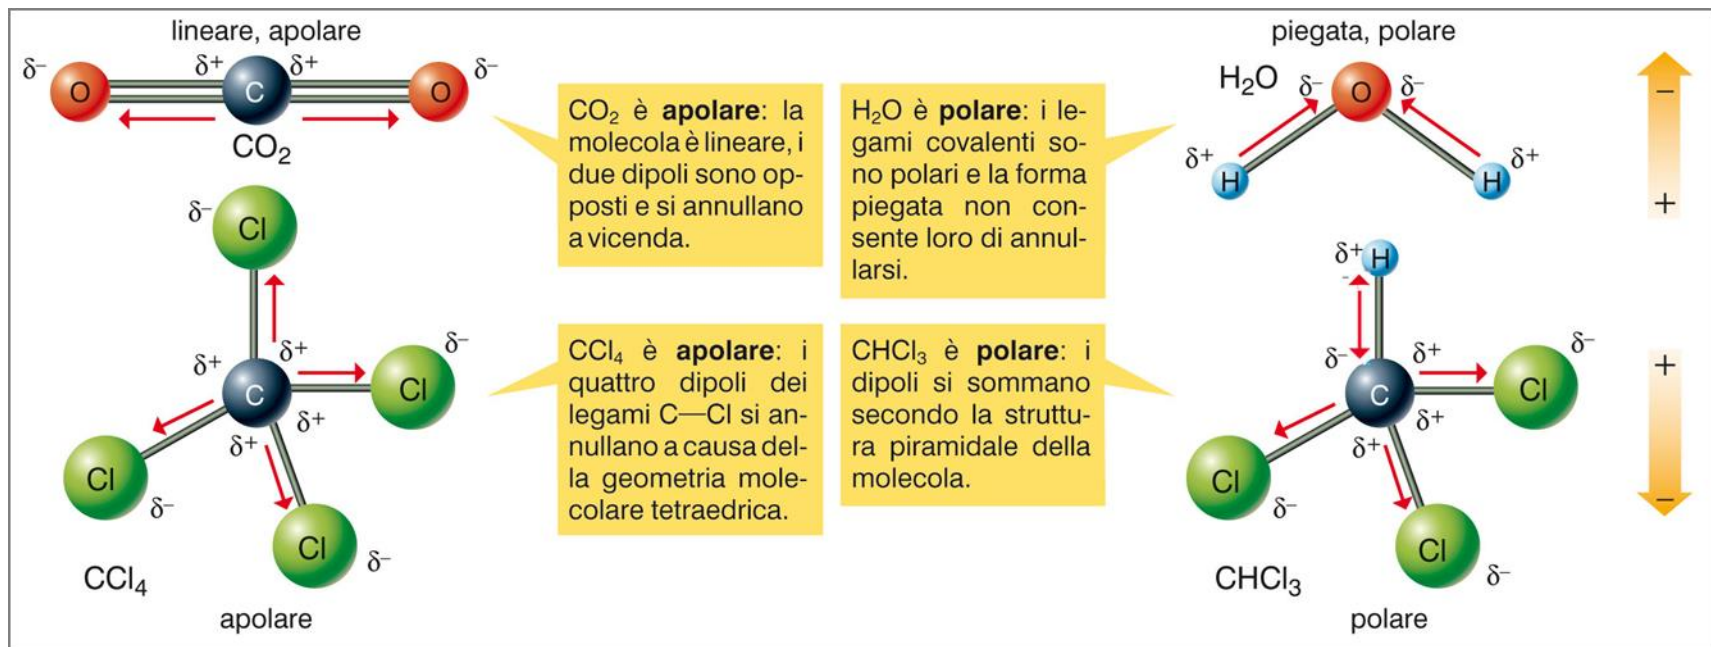 lineare, apolare
δ– O δ+ C δ+ O δ–
CO₂
CO₂ è apolare: la
molecola è lineare, i
due dipoli sono op-
posti e si annullano
a vicenda.
H₂O è polare: i le-
gami covalenti so-
no polari e la forma
piegata non con-
sente loro di annul-
larsi.
piegata, polare
H₂O δ– O δ–
δ+ δ+
H H
–
+
δ–
Cl
δ+ δ+ δ–
C Cl
δ+ δ+
Cl
δ–
Cl
δ–
CCl₄
apolare
CCl₄ è apolare: i
quattro dipoli dei
legami C—Cl si an-
nullano a causa del-
la geometria mole-
colare tetraedrica.
CHCl₃ è polare: i
dipoli si sommano
secondo la struttu-
ra piramidale della
molecola.
δ+ H
-
δ– δ+ δ–
C Cl
δ+ δ+
Cl
δ–
Cl
δ–
CHCl₃
polare
+
–